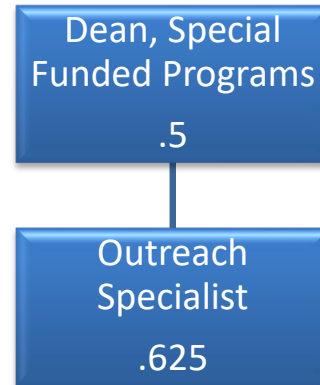 Dean, Special
Funded Programs
.5
Outreach
Specialist
.625